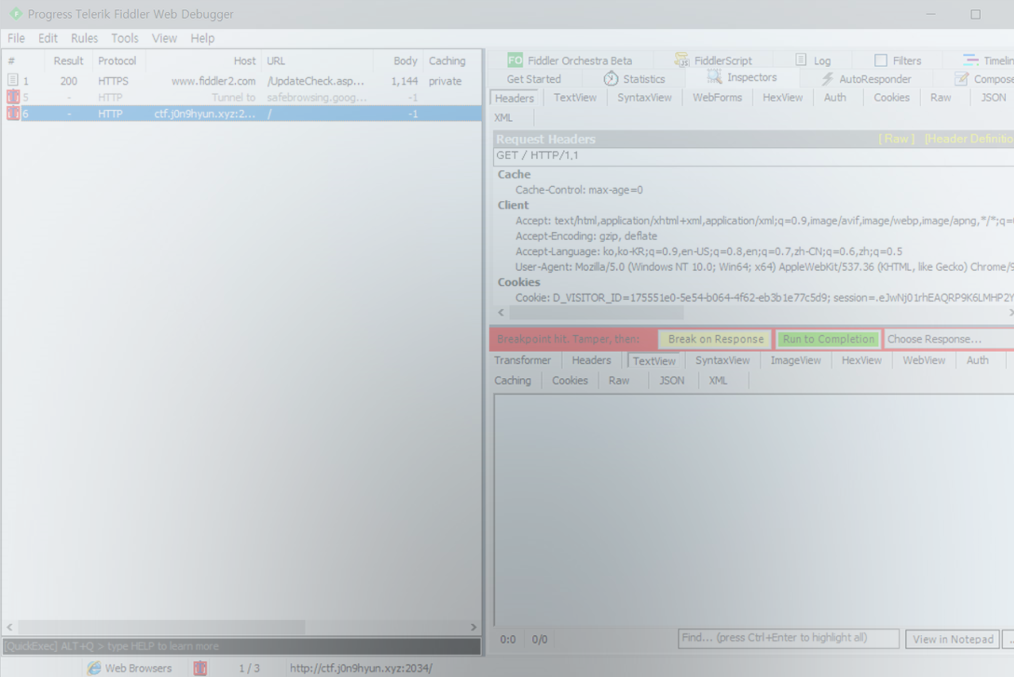 Progress Telerik Fiddler Web Debugger
File Edit Rules Tools View Help
# Result Protocol Host URL Body Caching
1 200 HTTPS www.fiddler2.com /UpdateCheck.asp... 1,144 private
5 - HTTP Tunnel to safebrowsing.goog... -1
6 - HTTP ctf.j0n9hyun.xyz:2... / -1
FO Fiddler Orchestra Beta FiddlerScript Log Filters Timelin
Get Started Statistics Inspectors AutoResponder Compose
Headers TextView SyntaxView WebForms HexView Auth Cookies Raw JSON
XML
Request Headers [ Raw ] [Header Definitio
GET / HTTP/1.1
Cache
Cache-Control: max-age=0
Client
Accept: text/html,application/xhtml+xml,application/xml;q=0.9,image/avif,image/webp,image/apng,*/*;q=
Accept-Encoding: gzip, deflate
Accept-Language: ko,ko-KR;q=0.9,en-US;q=0.8,en;q=0.7,zh-CN;q=0.6,zh;q=0.5
User-Agent: Mozilla/5.0 (Windows NT 10.0; Win64; x64) AppleWebKit/537.36 (KHTML, like Gecko) Chrome/9
Cookies
Cookie: D_VISITOR_ID=175551e0-5e54-b064-4f62-eb3b1e77c5d9; session=.eJwNj01rhEAQRP9K6LMHP2Y
Breakpoint hit. Tamper, then: Break on Response Run to Completion Choose Response...
Transformer Headers TextView SyntaxView ImageView HexView WebView Auth
Caching Cookies Raw JSON XML
0:0 0/0 Find... (press Ctrl+Enter to highlight all) View in Notepad ...
[QuickExec] ALT+Q > type HELP to learn more
Web Browsers 1 / 3 http://ctf.j0n9hyun.xyz:2034/